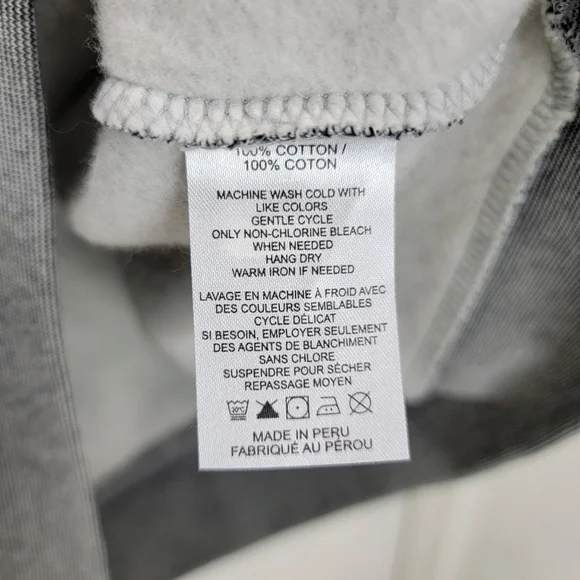 100% COTTON /
100% COTON
MACHINE WASH COLD WITH
LIKE COLORS
GENTLE CYCLE
ONLY NON-CHLORINE BLEACH
WHEN NEEDED
HANG DRY
WARM IRON IF NEEDED
LAVAGE EN MACHINE À FROID AVEC
DES COULEURS SEMBLABLES
CYCLE DÉLICAT
SI BESOIN, EMPLOYER SEULEMENT
DES AGENTS DE BLANCHIMENT
SANS CHLORE
SUSPENDRE POUR SÉCHER
REPASSAGE MOYEN
30°C
MADE IN PERU
FABRIQUÉ AU PÉROU